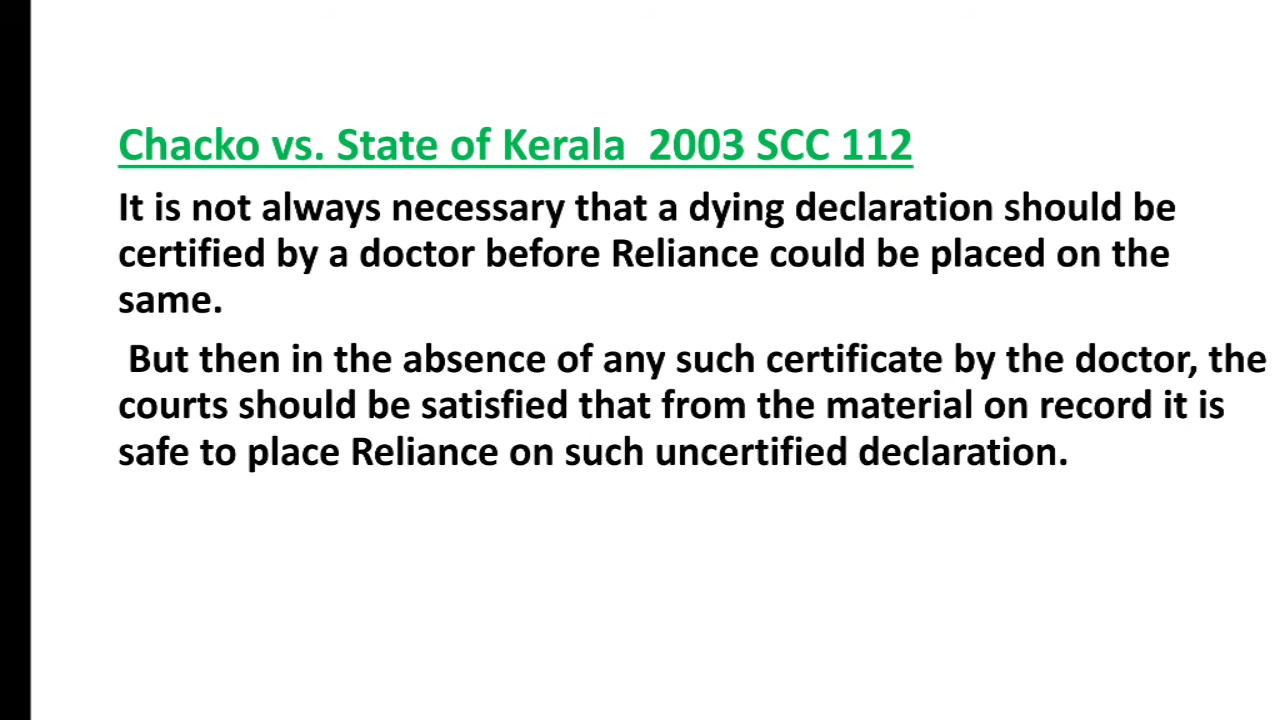 Chacko vs. State of Kerala  2003 SCC 112
It is not always necessary that a dying declaration should be
certified by a doctor before Reliance could be placed on the
same.
But then in the absence of any such certificate by the doctor, the
courts should be satisfied that from the material on record it is
safe to place Reliance on such uncertified declaration.